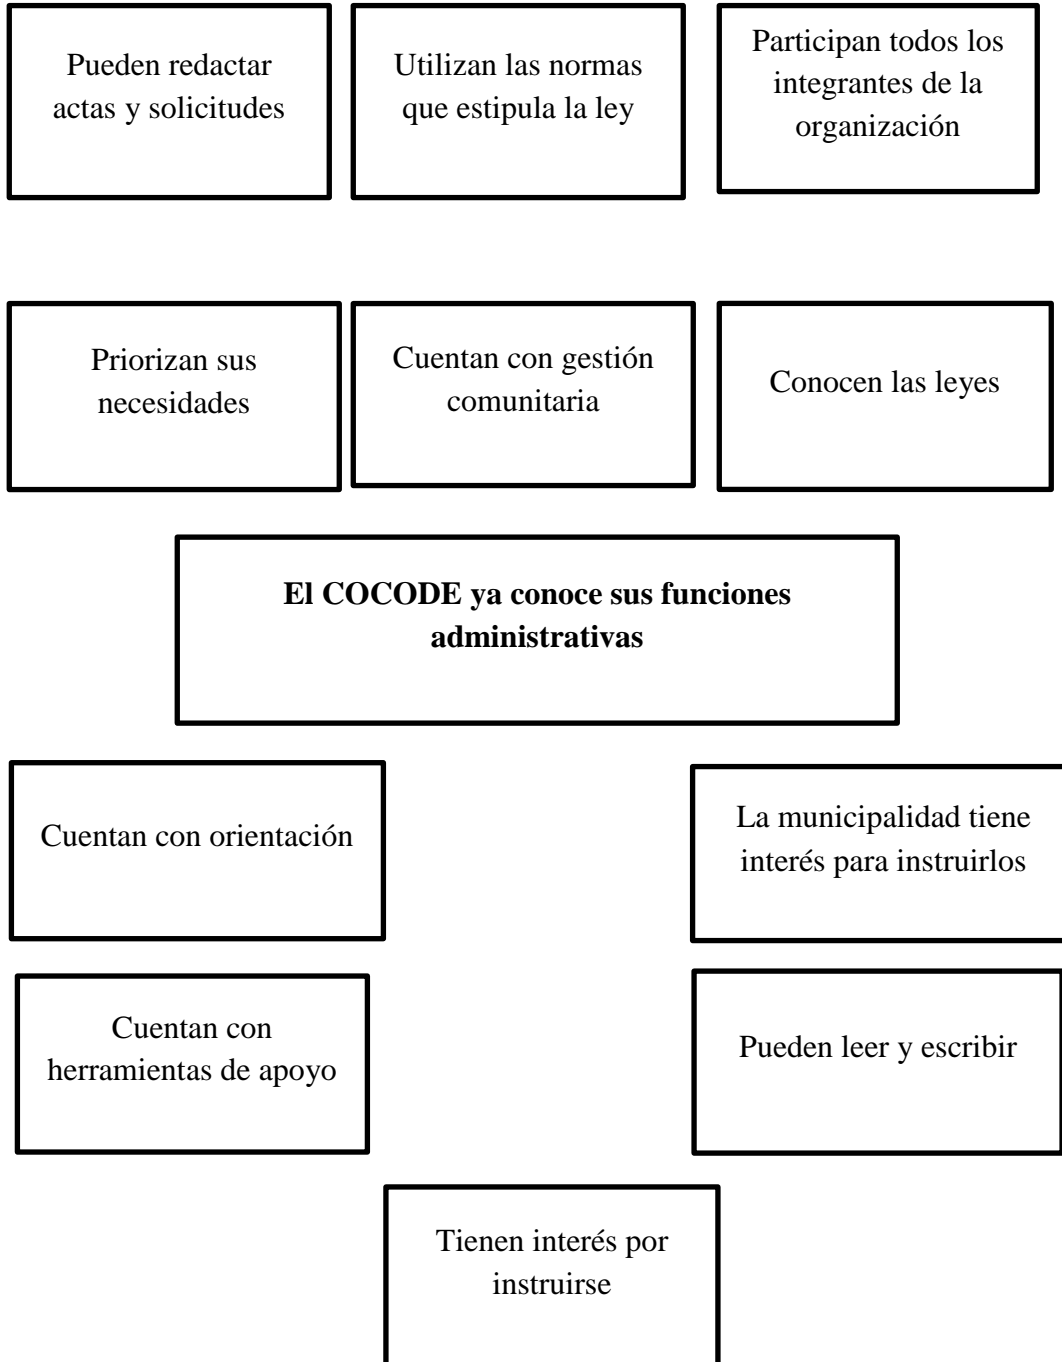 Pueden redactar
actas y solicitudes
Utilizan las normas
que estipula la ley
Participan todos los
integrantes de la
organización
Priorizan sus
necesidades
Cuentan con gestión
comunitaria
Conocen las leyes
El COCODE ya conoce sus funciones
administrativas
Cuentan con orientación
La municipalidad tiene
interés para instruirlos
Cuentan con
herramientas de apoyo
Pueden leer y escribir
Tienen interés por
instruirse